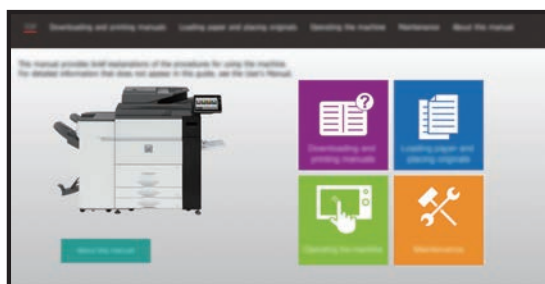 TOP Downloading and printing manuals Loading paper and placing originals Operating the machine Maintenance About this manual
The manual provides brief explanations of the procedures for using the machine.
For detailed information that does not appear in this guide, see the User's Manual.
?
Downloading and
printing manuals
Loading paper and
placing originals
Operating the machine
Maintenance
About this manual